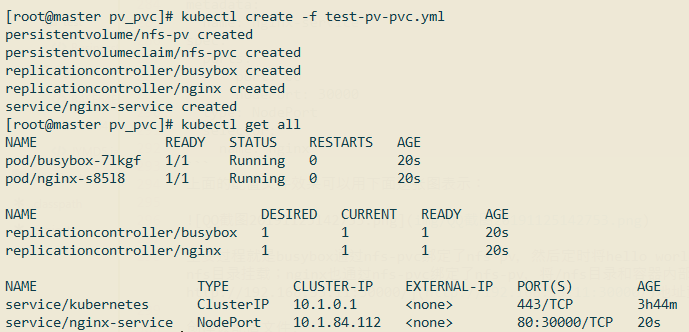 [root@master pv_pvc]# kubectl create -f test-pv-pvc.yml
persistentvolume/nfs-pv created
persistentvolumeclaim/nfs-pvc created
replicationcontroller/busybox created
replicationcontroller/nginx created
service/nginx-service created
[root@master pv_pvc]# kubectl get all
NAME READY STATUS RESTARTS AGE
pod/busybox-7lkgf 1/1 Running 0 20s
pod/nginx-s85l8 1/1 Running 0 20s
NAME DESIRED CURRENT READY AGE
replicationcontroller/busybox 1 1 1 20s
replicationcontroller/nginx 1 1 1 20s
NAME TYPE CLUSTER-IP EXTERNAL-IP PORT(S) AGE
service/kubernetes ClusterIP 10.1.0.1 <none> 443/TCP 3h44m
service/nginx-service NodePort 10.1.84.112 <none> 80:30000/TCP 20s